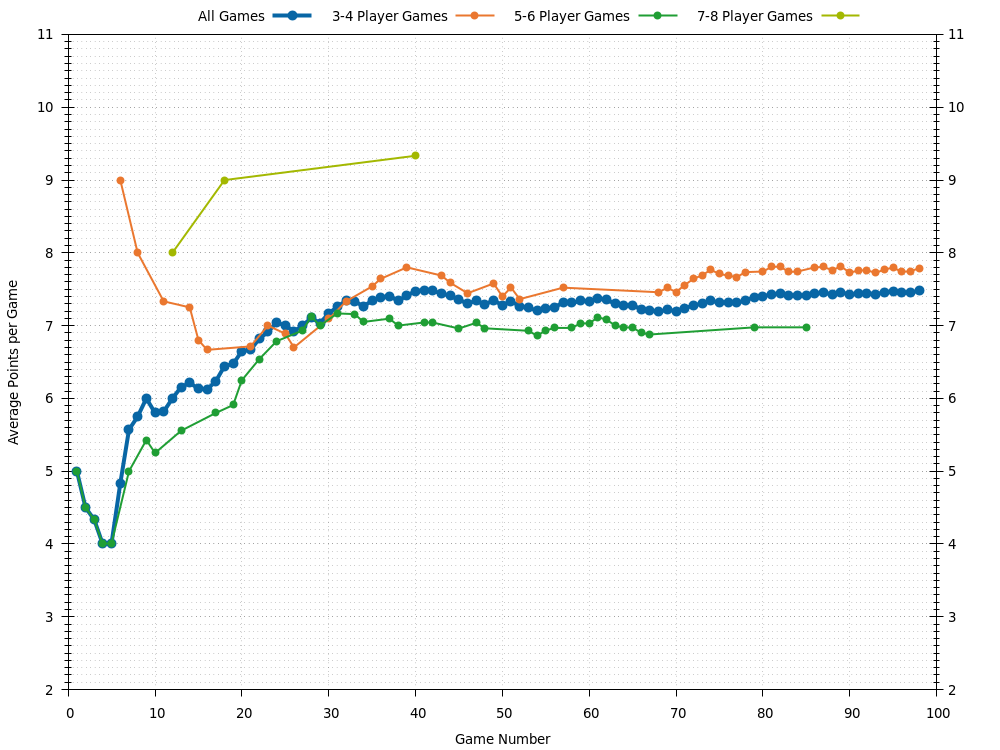 All Games 3-4 Player Games 5-6 Player Games 7-8 Player Games
11 11
10 10
9 9
8 8
7 7
6 6
5 5
4 4
3 3
2 2
Average Points per Game
0 10 20 30 40 50 60 70 80 90 100
Game Number